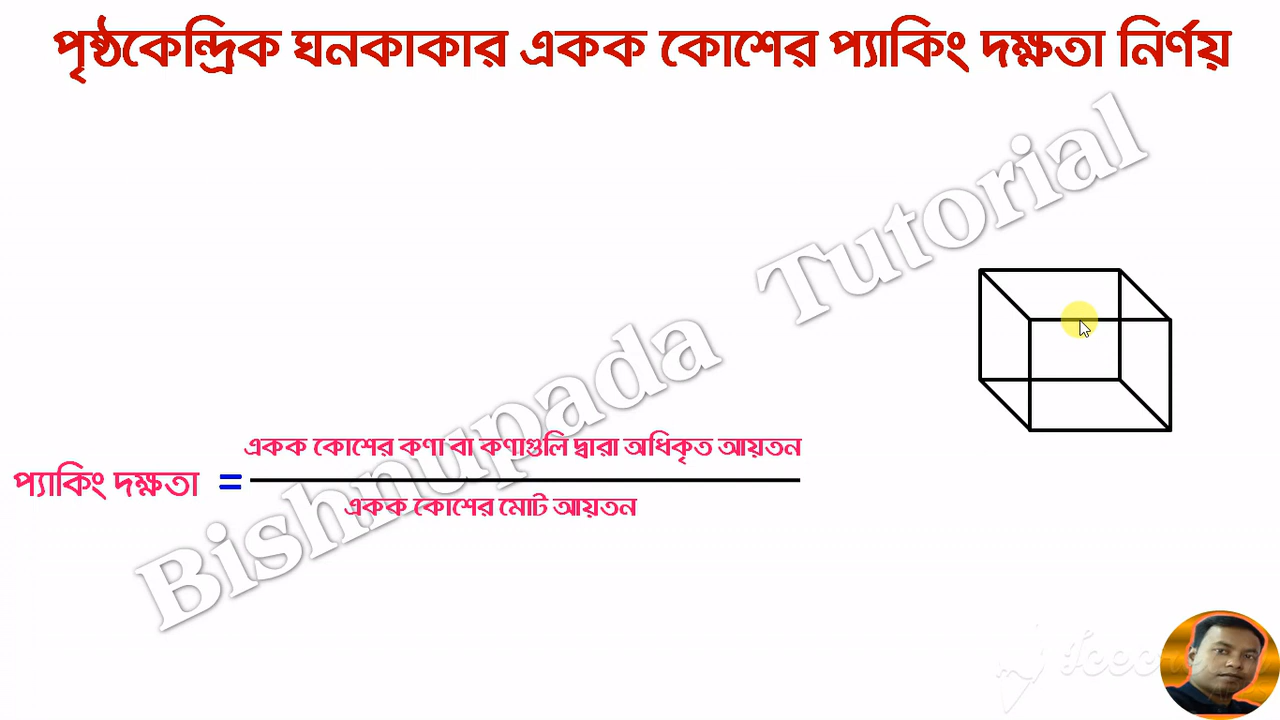 পৃষ্ঠকেন্দ্রিক ঘনকাকার একক কোশের প্যাকিং দক্ষতা নির্ণয়
Bishnupada Tutorial
একক কোশের কণা বা কণাগুলি দ্বারা অধিকৃত আয়তন
প্যাকিং দক্ষতা =
একক কোশের মোট আয়তন